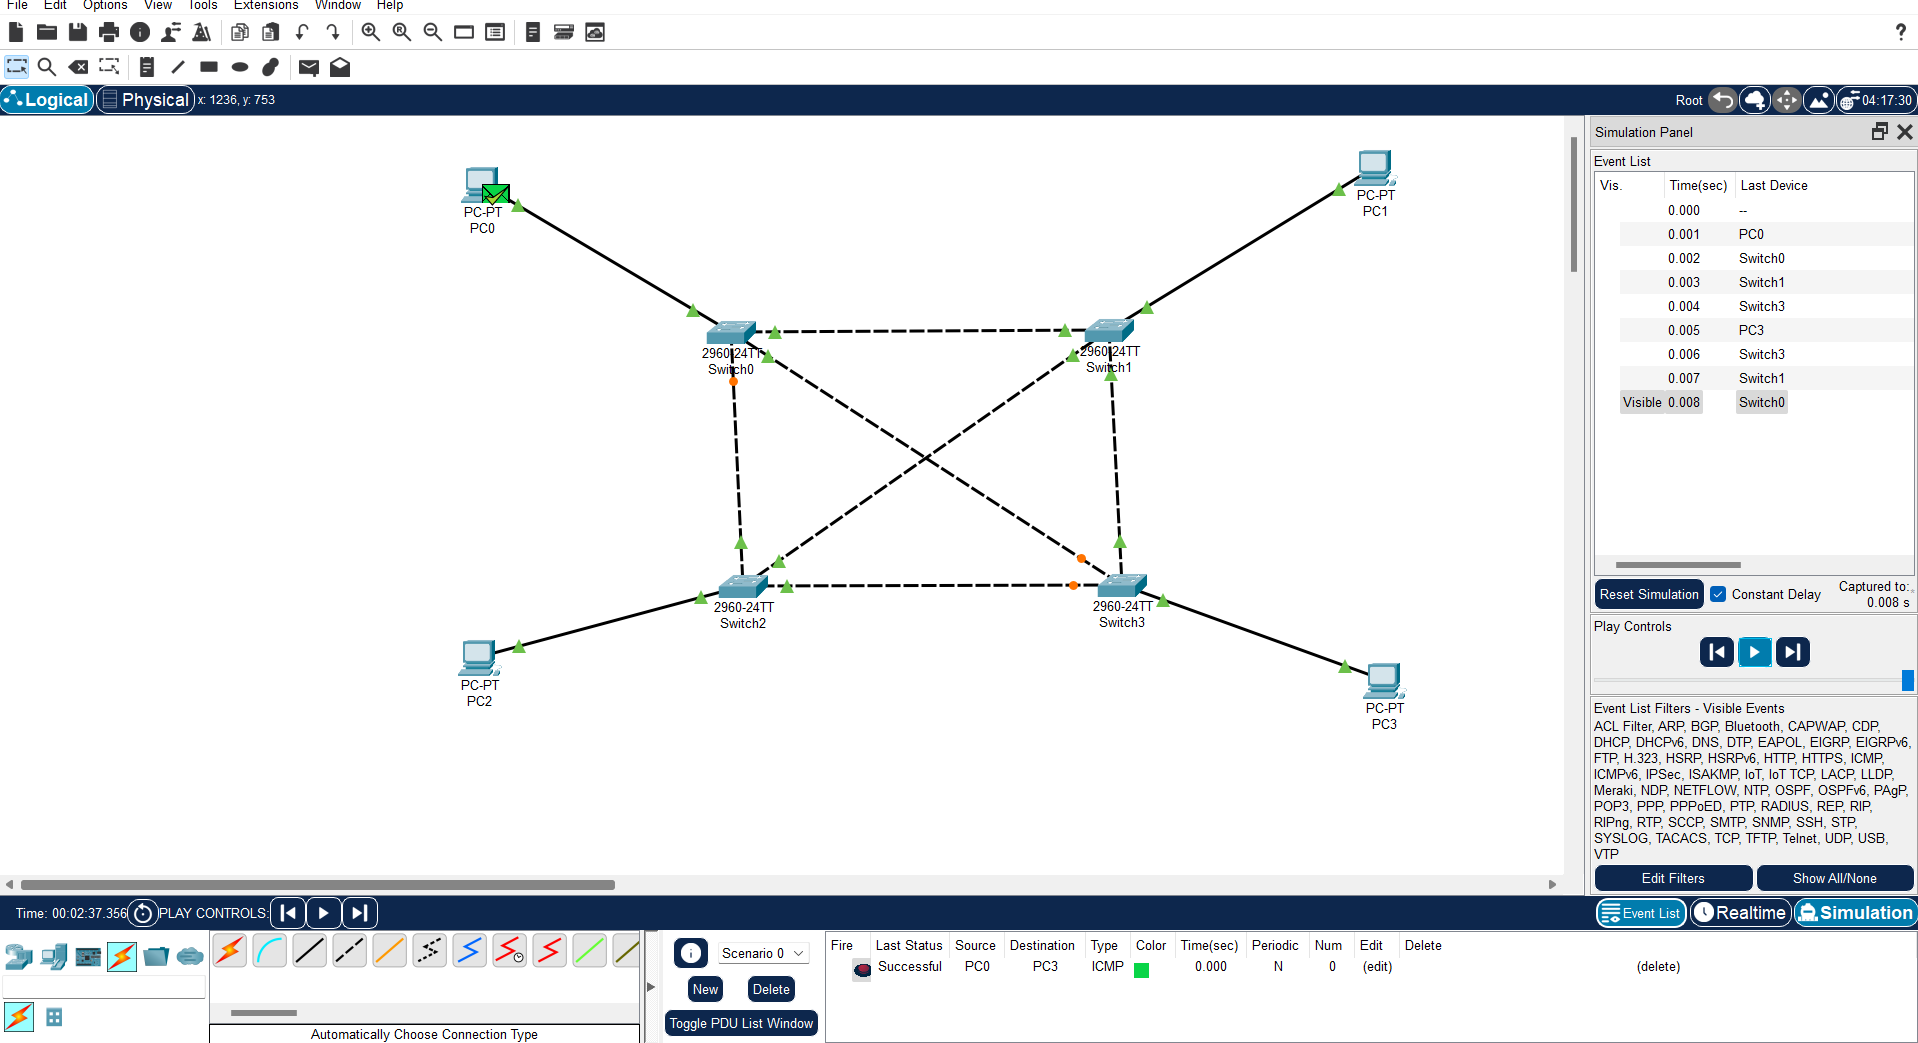 File Edit Options View Tools Extensions Window Help
?
Logical Physical x: 1236, y: 753 Root 04:17:30
Simulation Panel
Event List
Vis. Time(sec) Last Device
0.000 --
0.001 PC0
0.002 Switch0
0.003 Switch1
0.004 Switch3
0.005 PC3
0.006 Switch3
0.007 Switch1
Visible 0.008 Switch0
PC-PT
PC0
PC-PT
PC1
2960-24TT
Switch0
2960-24TT
Switch1
2960-24TT
Switch2
2960-24TT
Switch3
PC-PT
PC2
PC-PT
PC3
Reset Simulation Constant Delay Captured to:
0.008 s
Play Controls
Event List Filters - Visible Events
ACL Filter, ARP, BGP, Bluetooth, CAPWAP, CDP,
DHCP, DHCPv6, DNS, DTP, EAPOL, EIGRP, EIGRPv6,
FTP, H.323, HSRP, HSRPv6, HTTP, HTTPS, ICMP,
ICMPv6, IPSec, ISAKMP, IoT, IoT TCP, LACP, LLDP,
Meraki, NDP, NETFLOW, NTP, OSPF, OSPFv6, PAgP,
POP3, PPP, PPPoED, PTP, RADIUS, REP, RIP,
RIPng, RTP, SCCP, SMTP, SNMP, SSH, STP,
SYSLOG, TACACS, TCP, TFTP, Telnet, UDP, USB,
VTP
Edit Filters Show All/None
Time: 00:02:37.356 PLAY CONTROLS: Event List Realtime Simulation
Scenario 0
New Delete
Toggle PDU List Window
Fire Last Status Source Destination Type Color Time(sec) Periodic Num Edit Delete
Successful PC0 PC3 ICMP 0.000 N 0 (edit) (delete)
Automatically Choose Connection Type